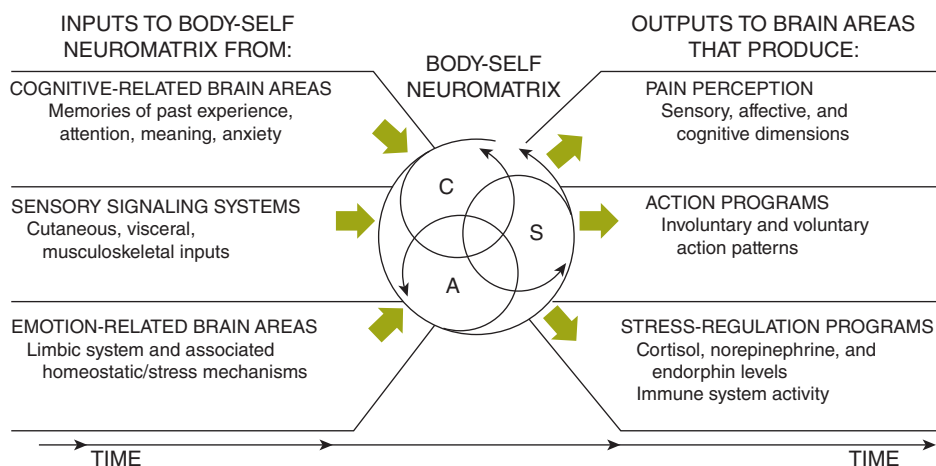 INPUTS TO BODY-SELF
NEUROMATRIX FROM:
COGNITIVE-RELATED BRAIN AREAS
Memories of past experience,
attention, meaning, anxiety
SENSORY SIGNALING SYSTEMS
Cutaneous, visceral,
musculoskeletal inputs
EMOTION-RELATED BRAIN AREAS
Limbic system and associated
homeostatic/stress mechanisms
BODY-SELF
NEUROMATRIX
C
S
A
OUTPUTS TO BRAIN AREAS
THAT PRODUCE:
PAIN PERCEPTION
Sensory, affective, and
cognitive dimensions
ACTION PROGRAMS
Involuntary and voluntary
action patterns
STRESS-REGULATION PROGRAMS
Cortisol, norepinephrine, and
endorphin levels
Immune system activity
TIME
TIME